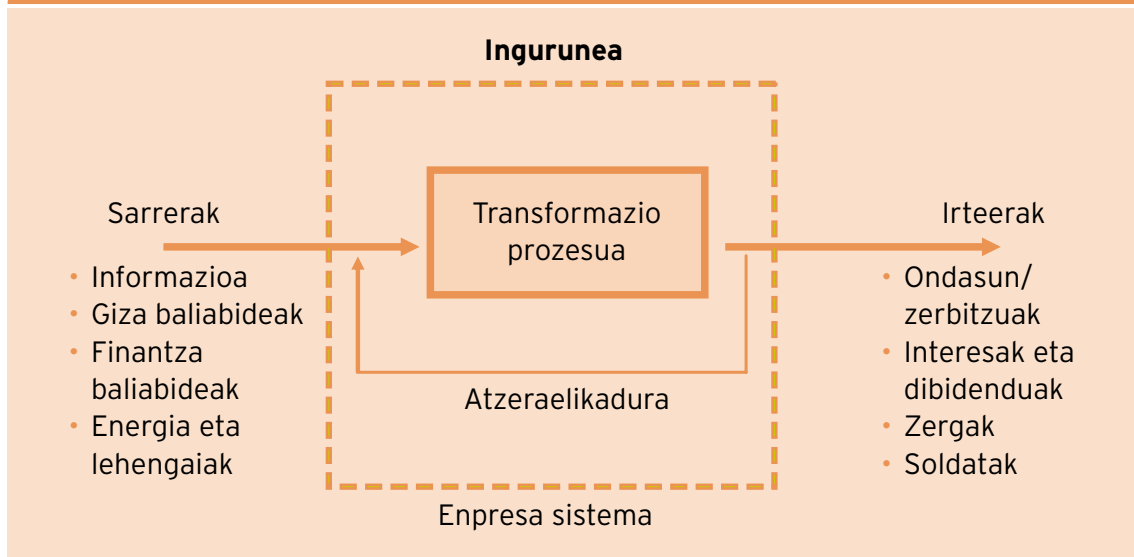 Ingurunea
Sarrerak
• Informazioa
• Giza baliabideak
• Finantza
baliabideak
• Energia eta
lehengaiak
Transformazio
prozesua
Atzeraelikadura
Enpresa sistema
Irteerak
• Ondasun/
zerbitzuak
• Interesak eta
dibidenduak
• Zergak
• Soldatak